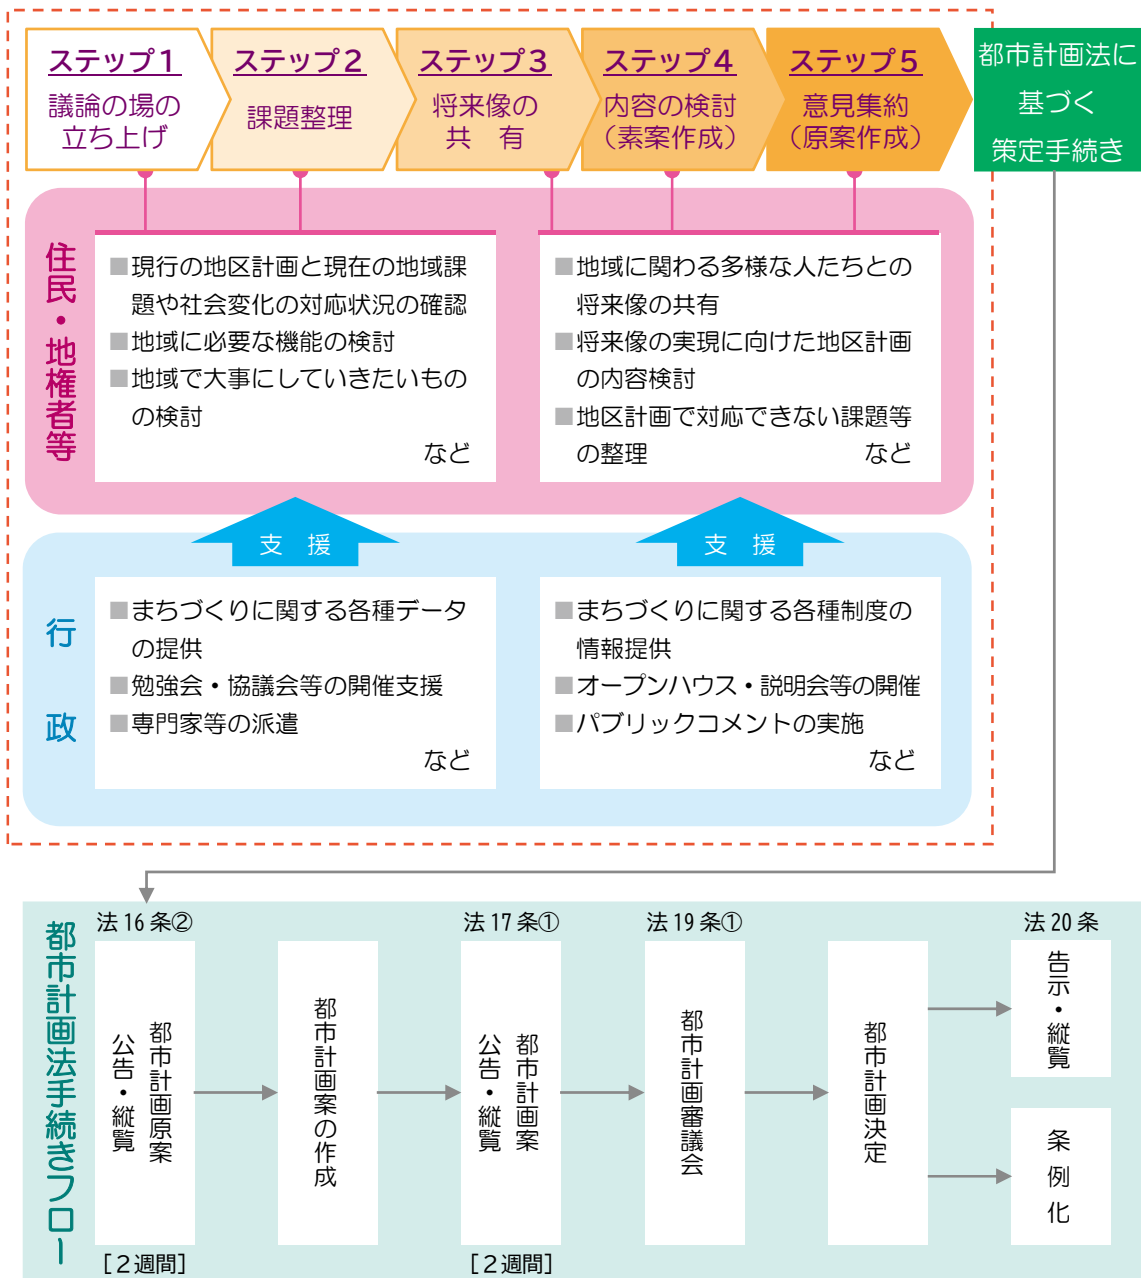 ステップ1
議論の場の
立ち上げ
ステップ2
課題整理
ステップ3
将来像の
共　有
ステップ4
内容の検討
（素案作成）
ステップ5
意見集約
（原案作成）
都市計画法に
基づく
策定手続き
住民・地権者等
■現行の地区計画と現在の地域課
題や社会変化の対応状況の確認
■地域に必要な機能の検討
■地域で大事にしていきたいもの
の検討
など
■地域に関わる多様な人たちとの
将来像の共有
■将来像の実現に向けた地区計画
の内容検討
■地区計画で対応できない課題等
の整理　など
支　援
支　援
行政
■まちづくりに関する各種データ
の提供
■勉強会・協議会等の開催支援
■専門家等の派遣
など
■まちづくりに関する各種制度の
情報提供
■オープンハウス・説明会等の開催
■パブリックコメントの実施
など
都市計画法手続きフロー
法16条②
都市計画原案
公告・縦覧
［2週間］
都市計画案の作成
法17条①
都市計画案
公告・縦覧
［2週間］
法19条①
都市計画審議会
都市計画決定
法20条
告示・縦覧
条例化